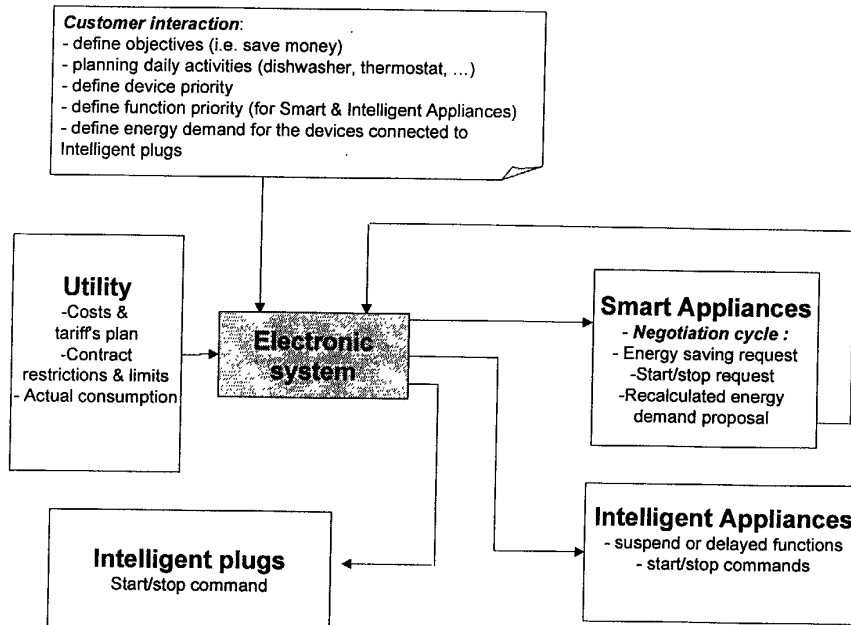 Customer interaction:
- define objectives (i.e. save money)
- planning daily activities (dishwasher, thermostat, ...)
- define device priority
- define function priority (for Smart & Intelligent Appliances)
- define energy demand for the devices connected to
Intelligent plugs
Utility
-Costs &
tariff's plan
-Contract
restrictions & limits
- Actual consumption
Electronic
system
Smart Appliances
- Negotiation cycle :
- Energy saving request
-Start/stop request
-Recalculated energy
demand proposal
Intelligent plugs
Start/stop command
Intelligent Appliances
- suspend or delayed functions
- start/stop commands